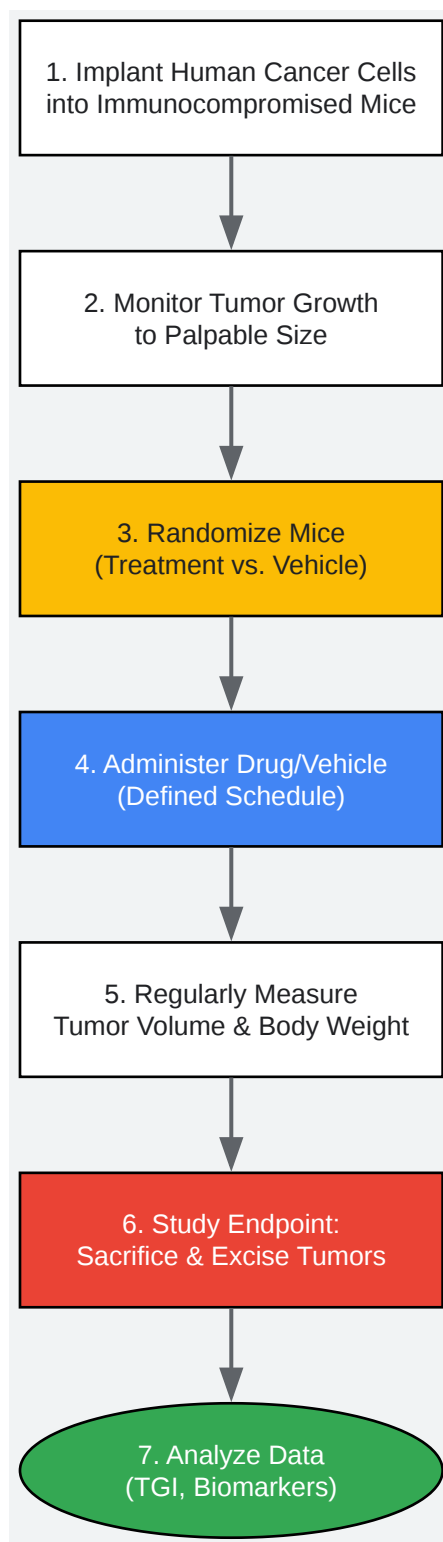 1. Implant Human Cancer Cells
into Immunocompromised Mice
2. Monitor Tumor Growth
to Palpable Size
3. Randomize Mice
(Treatment vs. Vehicle)
4. Administer Drug/Vehicle
(Defined Schedule)
5. Regularly Measure
Tumor Volume & Body Weight
6. Study Endpoint:
Sacrifice & Excise Tumors
7. Analyze Data
(TGI, Biomarkers)